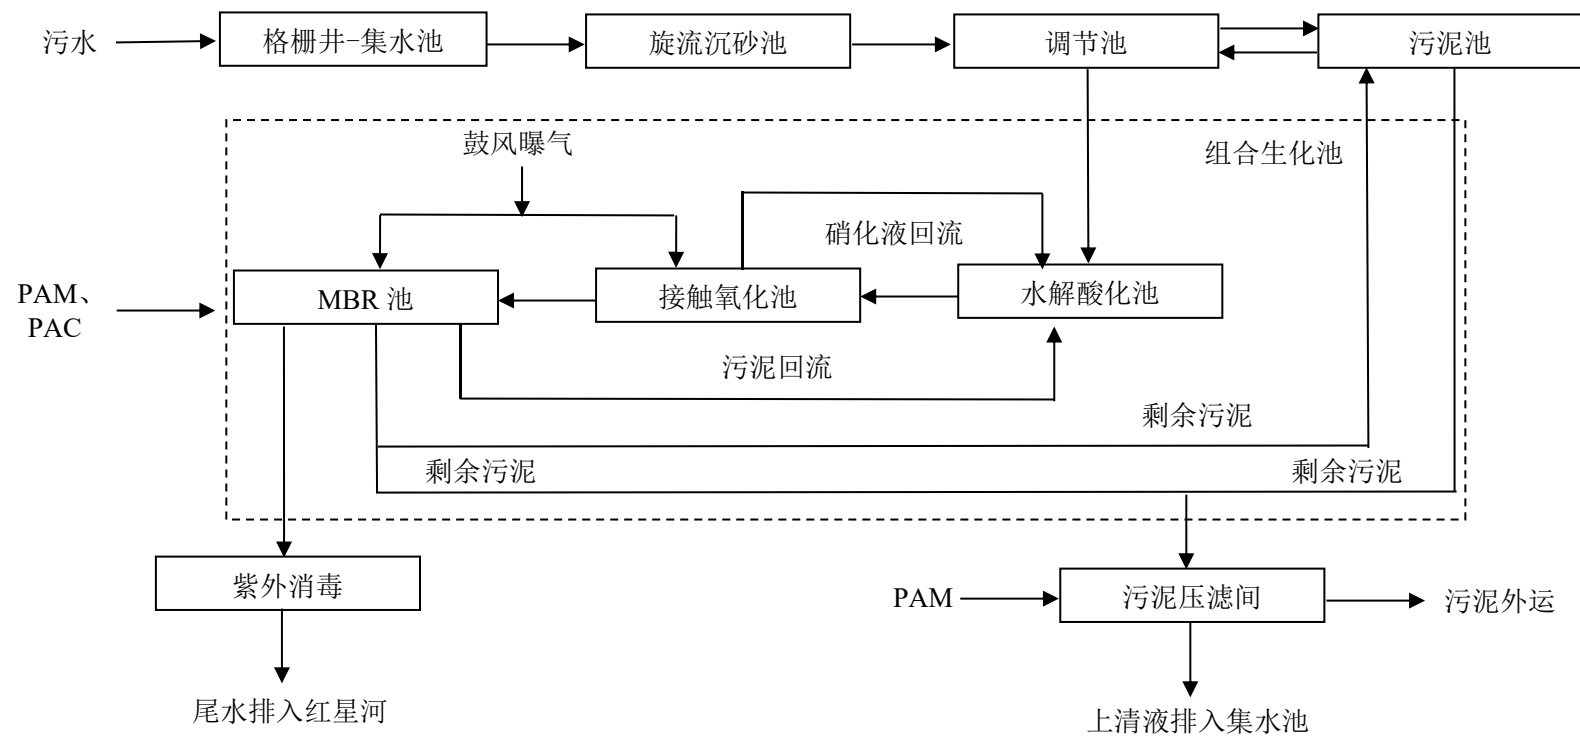 污水
格栅井-集水池
旋流沉砂池
调节池
污泥池
鼓风曝气
组合生化池
硝化液回流
PAM、
PAC
MBR 池
接触氧化池
水解酸化池
污泥回流
剩余污泥
剩余污泥
剩余污泥
紫外消毒
PAM
污泥压滤间
污泥外运
尾水排入红星河
上清液排入集水池